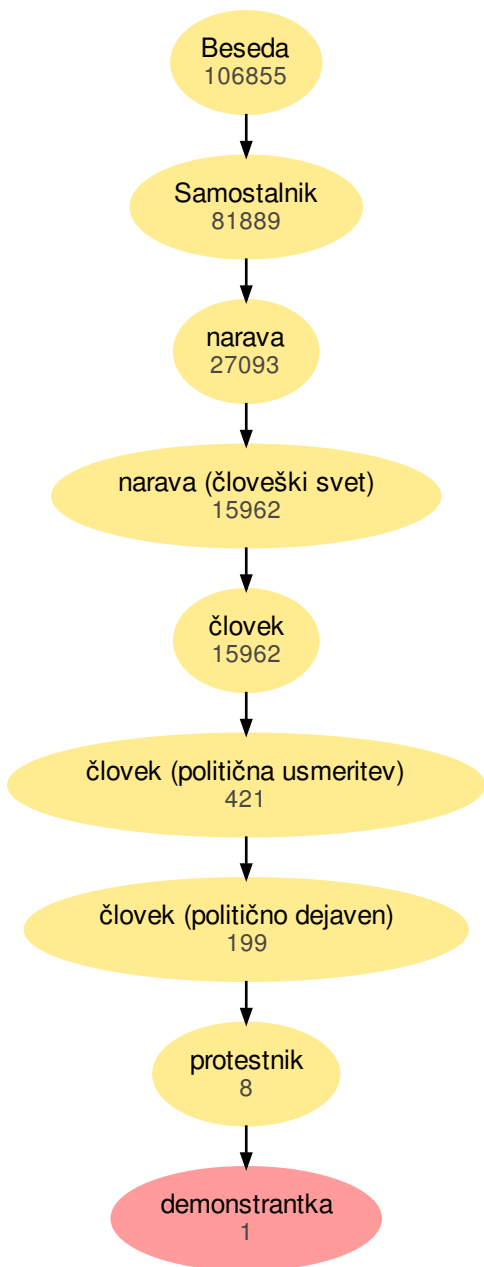 Beseda
106855
Samostalnik
81889
narava
27093
narava (človeški svet)
15962
človek
15962
človek (politična usmeritev)
421
človek (politično dejaven)
199
protestnik
8
demonstrantka
1